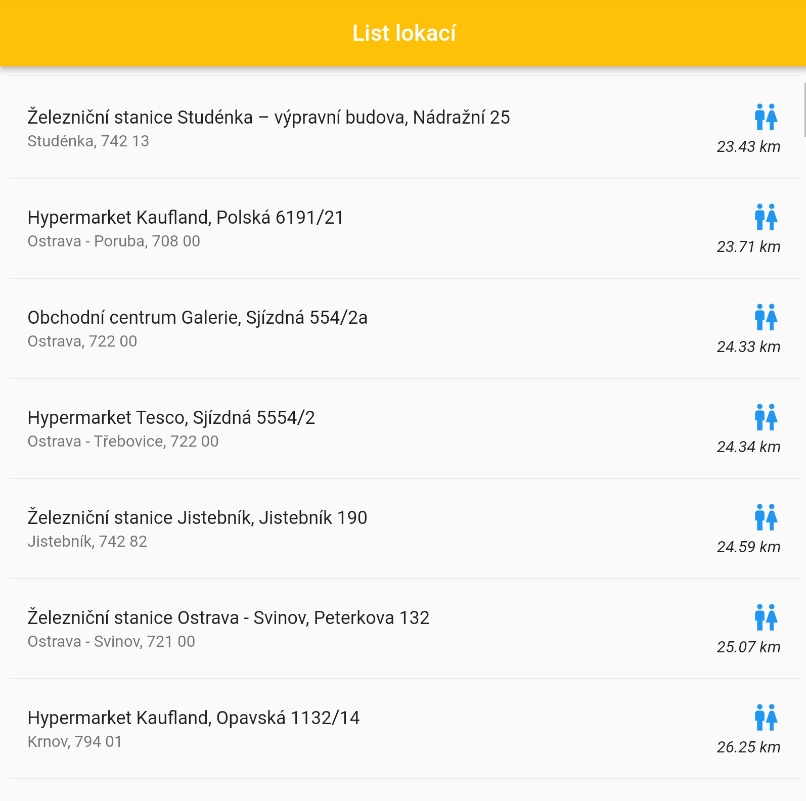 List lokací
Železniční stanice Studénka – výpravní budova, Nádražní 25
Studénka, 742 13
23.43 km
Hypermarket Kaufland, Polská 6191/21
Ostrava - Poruba, 708 00
23.71 km
Obchodní centrum Galerie, Sjízdná 554/2a
Ostrava, 722 00
24.33 km
Hypermarket Tesco, Sjízdná 5554/2
Ostrava - Třebovice, 722 00
24.34 km
Železniční stanice Jistebník, Jistebník 190
Jistebník, 742 82
24.59 km
Železniční stanice Ostrava - Svinov, Peterkova 132
Ostrava - Svinov, 721 00
25.07 km
Hypermarket Kaufland, Opavská 1132/14
Krnov, 794 01
26.25 km